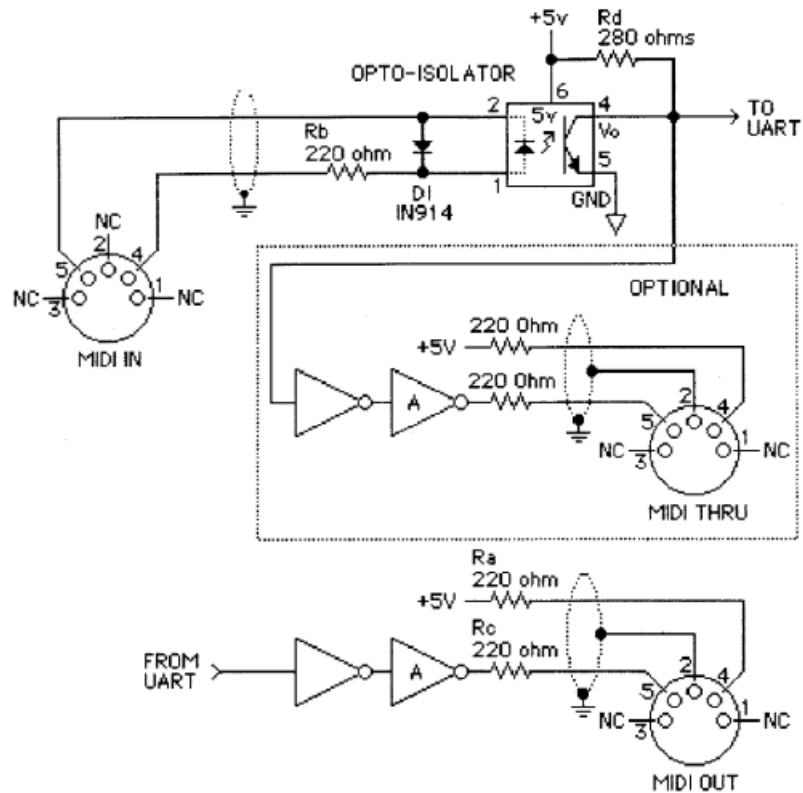 +5v
Rd
280 ohms
OPTO-ISOLATOR
6
2
5v
4
Vo
TO
UART
Rb
220 ohm
1
5
D1
IN914
GND
NC
2
5
4
NC
3
1
NC
MIDI IN
OPTIONAL
220 Ohm
+5V
220 Ohm
A
2
5
4
NC
3
1
NC
MIDI THRU
Ra
220 ohm
+5V
Rc
220 ohm
FROM
UART
A
2
5
4
NC
3
1
NC
MIDI OUT